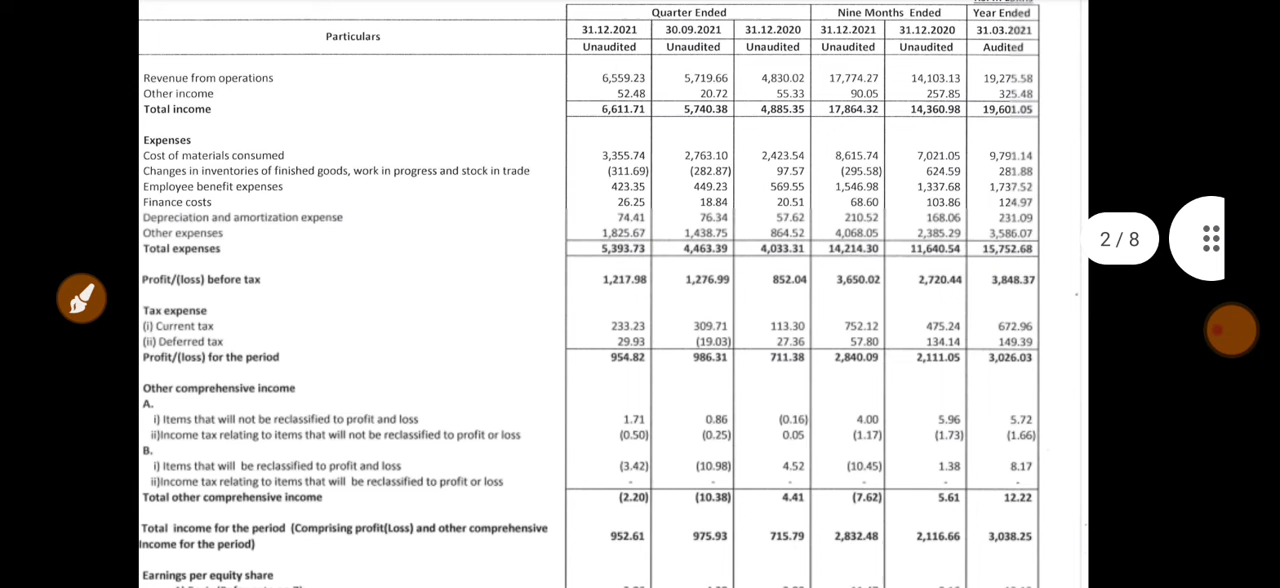 Quarter Ended Nine Months Ended Year Ended
Particulars 31.12.2021 30.09.2021 31.12.2020 31.12.2021 31.12.2020 31.03.2021
Unaudited Unaudited Unaudited Unaudited Unaudited Audited
Revenue from operations 6,559.23 5,719.66 4,830.02 17,774.27 14,103.13 19,275.58
Other income 52.48 20.72 55.33 90.05 257.85 325.48
Total income 6,611.71 5,740.38 4,885.35 17,864.32 14,360.98 19,601.05
Expenses
Cost of materials consumed 3,355.74 2,763.10 2,423.54 8,615.74 7,021.05 9,791.14
Changes in inventories of finished goods, work in progress and stock in trade (311.69) (282.87) 97.57 (295.58) 624.59 281.88
Employee benefit expenses 423.35 449.23 569.55 1,546.98 1,337.68 1,737.52
Finance costs 26.25 18.84 20.51 68.60 103.86 124.97
Depreciation and amortization expense 74.41 76.34 57.62 210.52 168.06 231.09
Other expenses 1,825.67 1,438.75 864.52 4,068.05 2,385.29 3,586.07
Total expenses 5,393.73 4,463.39 4,033.31 14,214.30 11,640.54 15,752.68
Profit/(loss) before tax 1,217.98 1,276.99 852.04 3,650.02 2,720.44 3,848.37
Tax expense
(i) Current tax 233.23 309.71 113.30 752.12 475.24 672.96
(ii) Deferred tax 29.93 (19.03) 27.36 57.80 134.14 149.39
Profit/(loss) for the period 954.82 986.31 711.38 2,840.09 2,111.05 3,026.03
Other comprehensive income
A.
i) Items that will not be reclassified to profit and loss 1.71 0.86 (0.16) 4.00 5.96 5.72
ii)Income tax relating to items that will not be reclassified to profit or loss (0.50) (0.25) 0.05 (1.17) (1.73) (1.66)
B.
i) Items that will be reclassified to profit and loss (3.42) (10.98) 4.52 (10.45) 1.38 8.17
ii)Income tax relating to items that will be reclassified to profit or loss - - - - - -
Total other comprehensive income (2.20) (10.38) 4.41 (7.62) 5.61 12.22
Total income for the period (Comprising profit(Loss) and other comprehensive
Income for the period) 952.61 975.93 715.79 2,832.48 2,116.66 3,038.25
Earnings per equity share
2 / 8